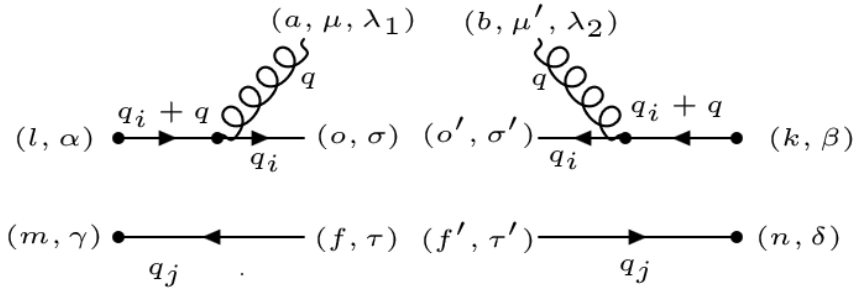 (a, μ, λ₁) (b, μ′, λ₂)
q q
qᵢ + q qᵢ + q
(l, α) (o, σ) (o′, σ′) (k, β)
qᵢ qᵢ
(m, γ) (f, τ) (f′, τ′) (n, δ)
qⱼ . qⱼ